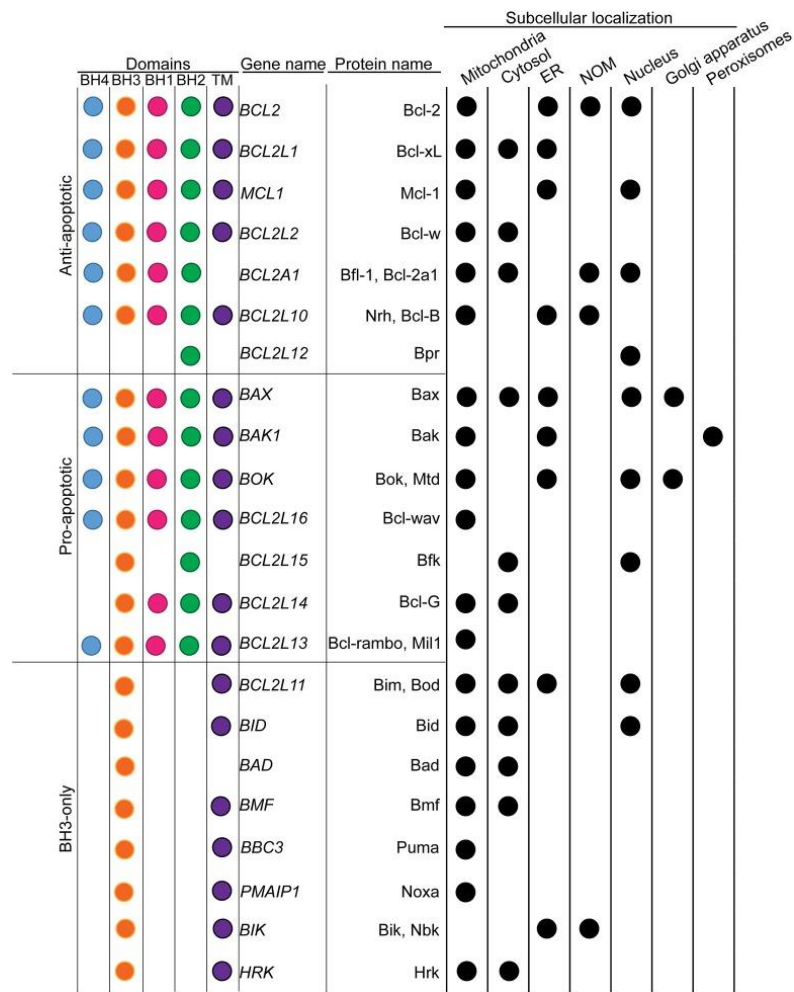 Subcellular localization
Domains Gene name Protein name Mitochondria Cytosol ER NOM Nucleus Golgi apparatus Peroxisomes
BH4 BH3 BH1 BH2 TM
Anti-apoptotic
BCL2 Bcl-2
BCL2L1 Bcl-xL
MCL1 Mcl-1
BCL2L2 Bcl-w
BCL2A1 Bfl-1, Bcl-2a1
BCL2L10 Nrh, Bcl-B
BCL2L12 Bpr
Pro-apoptotic
BAX Bax
BAK1 Bak
BOK Bok, Mtd
BCL2L16 Bcl-wav
BCL2L15 Bfk
BCL2L14 Bcl-G
BCL2L13 Bcl-rambo, Mil1
BH3-only
BCL2L11 Bim, Bod
BID Bid
BAD Bad
BMF Bmf
BBC3 Puma
PMAIP1 Noxa
BIK Bik, Nbk
HRK Hrk